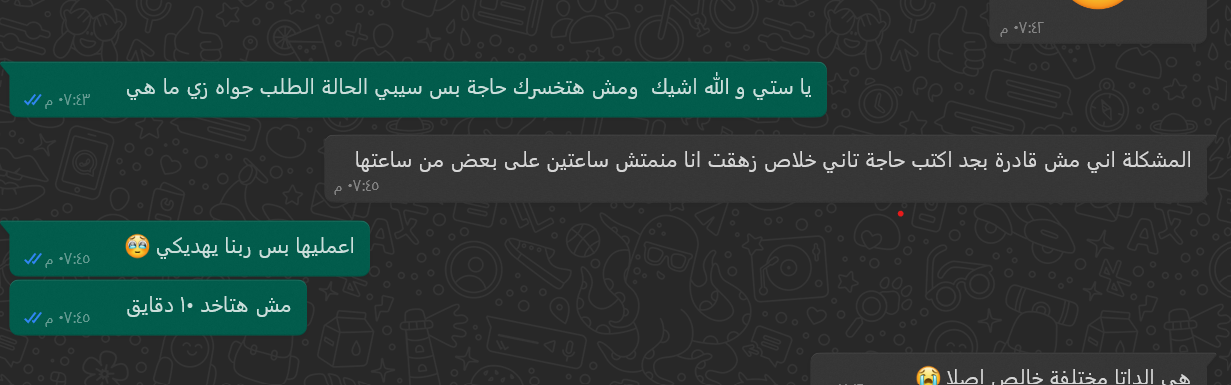 ٠٧:٤٢ م
يا ستي و الله اشيك ومش هتخسرك حاجة بس سيبي الحالة الطلب جواه زي ما هي
٠٧:٤٣ م
المشكلة اني مش قادرة بجد اكتب حاجة تاني خلاص زهقت انا منمتش ساعتين على بعض من ساعتها
٠٧:٤٥ م
اعمليها بس ربنا يهديكي 🥹
٠٧:٤٥ م
مش هتاخد ١٠ دقايق
٠٧:٤٥ م
هي الداتا مختلفة خالص اصلا 😭